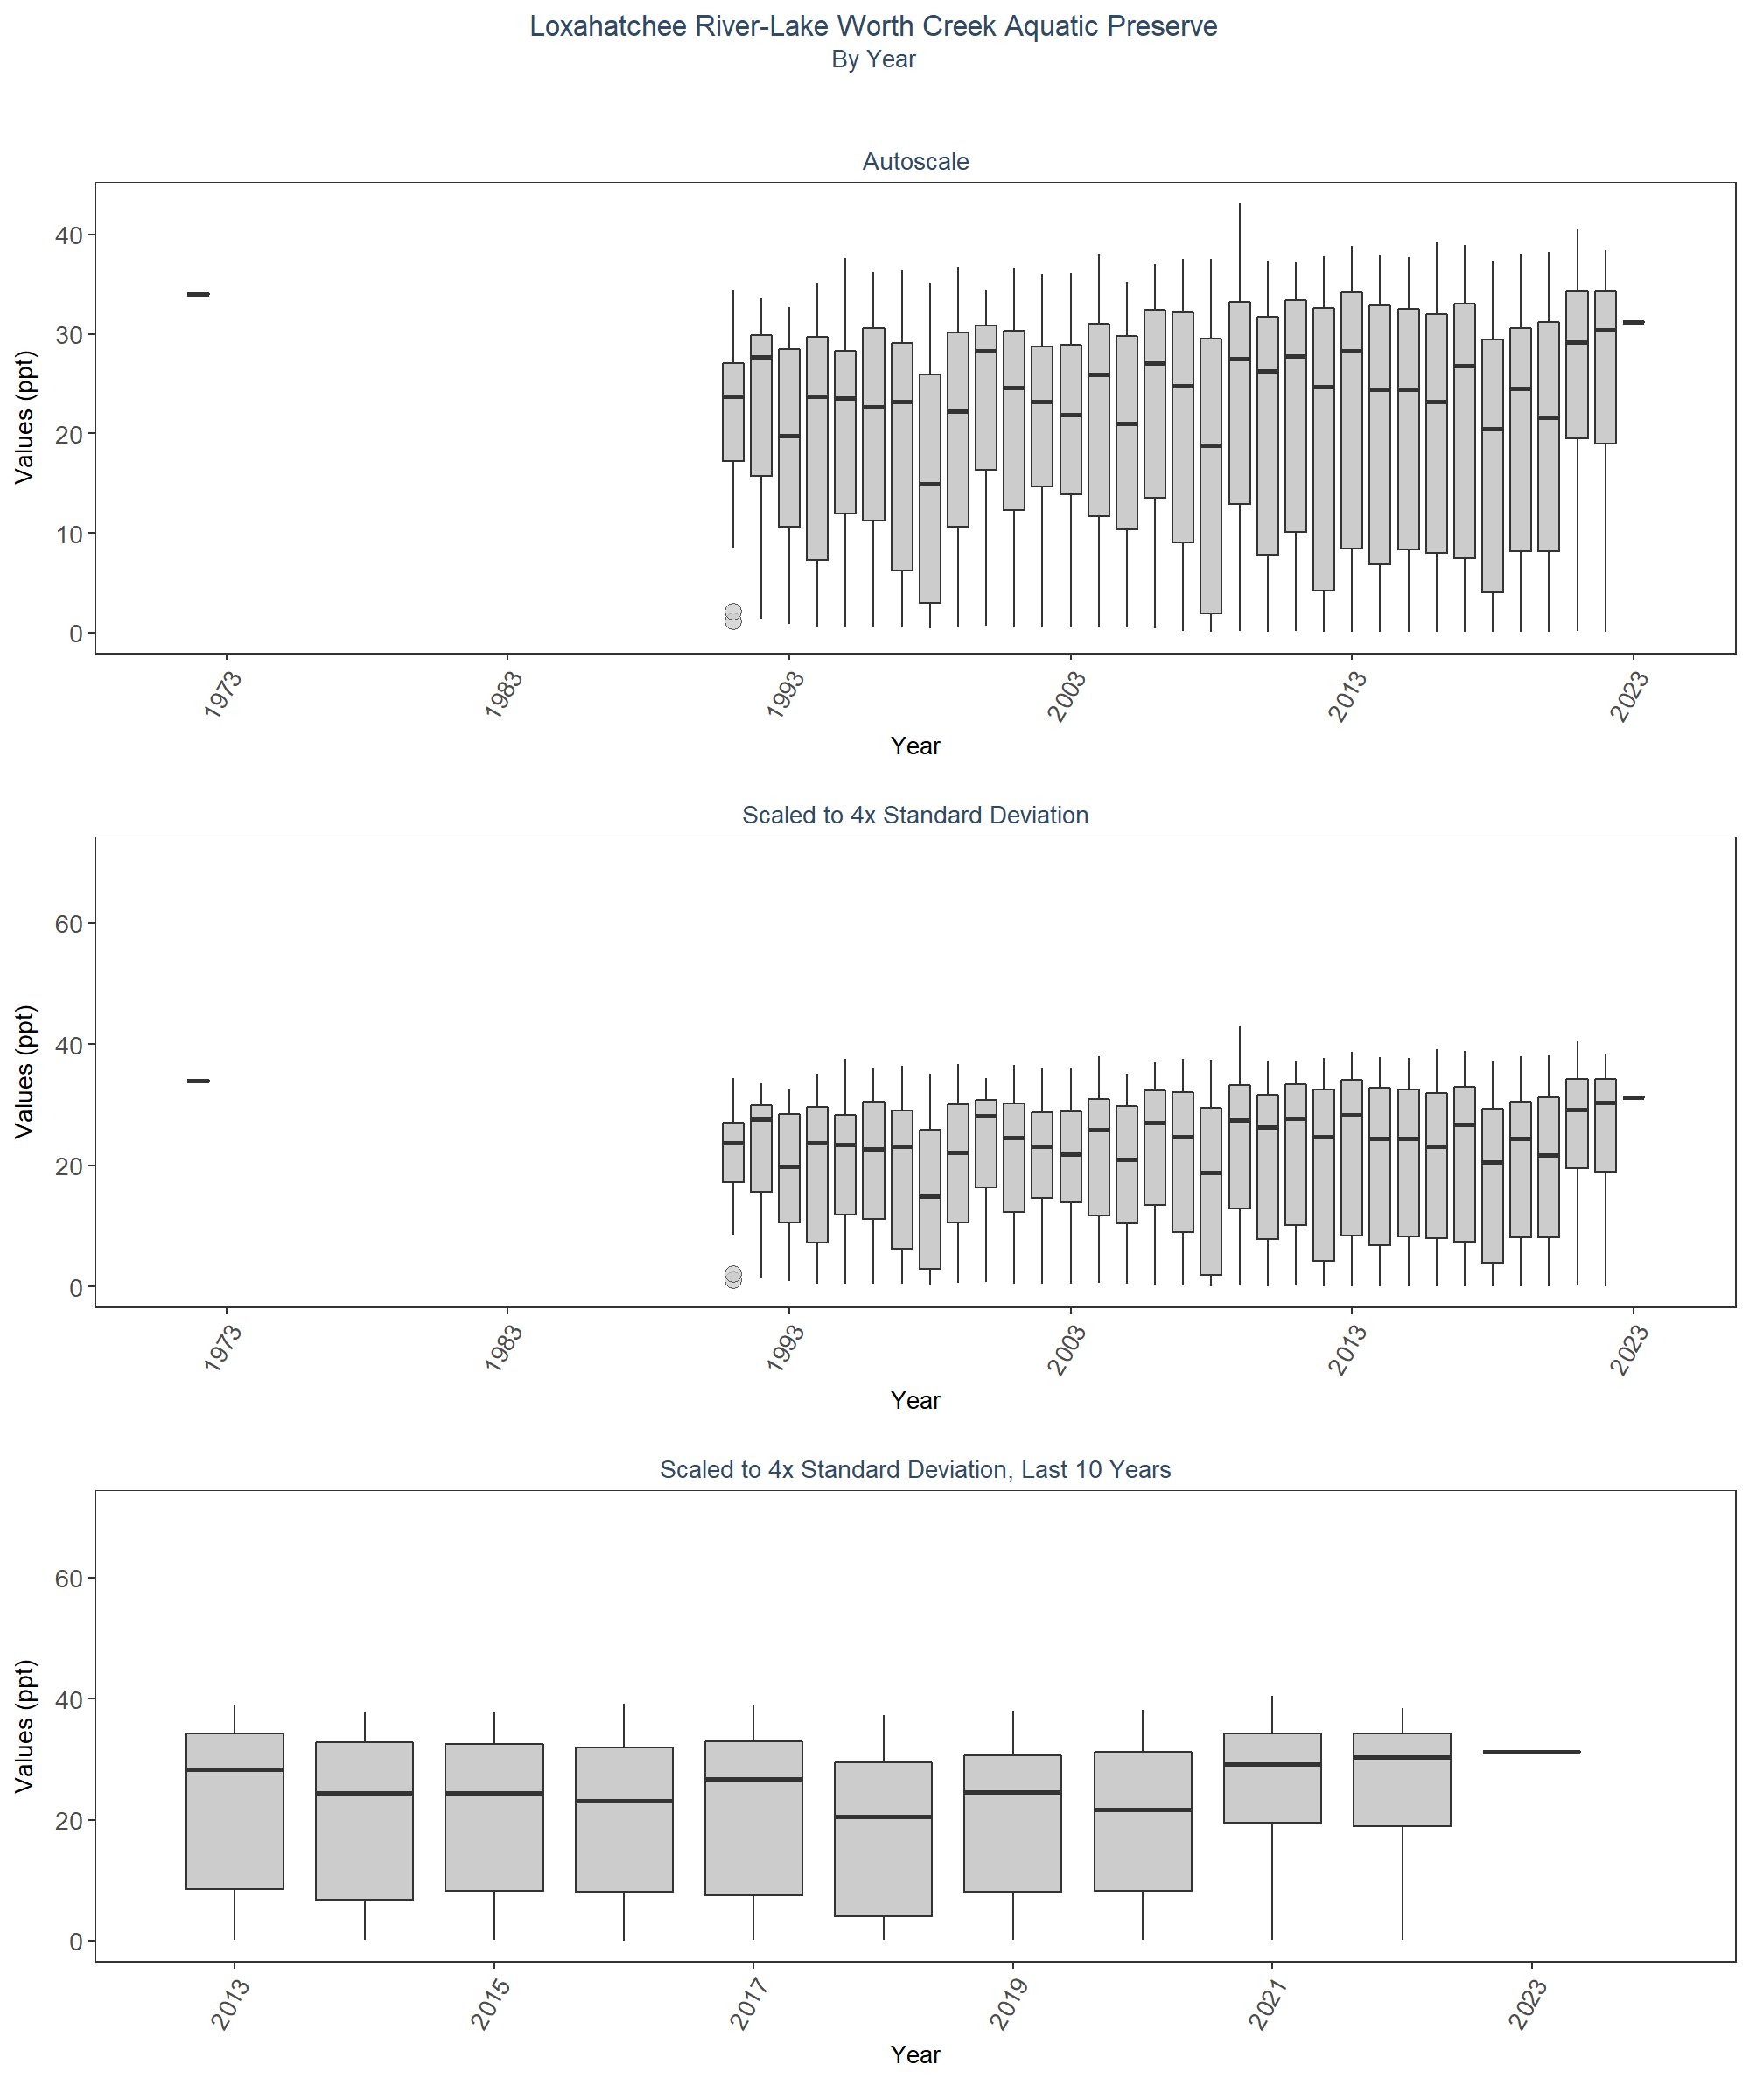 Loxahatchee River-Lake Worth Creek Aquatic Preserve
By Year
Autoscale
Values (ppt)
40
30
20
10
0
1973 1983 1993 2003 2013 2023
Year
Scaled to 4x Standard Deviation
Values (ppt)
60
40
20
0
1973 1983 1993 2003 2013 2023
Year
Scaled to 4x Standard Deviation, Last 10 Years
Values (ppt)
60
40
20
0
2013 2015 2017 2019 2021 2023
Year